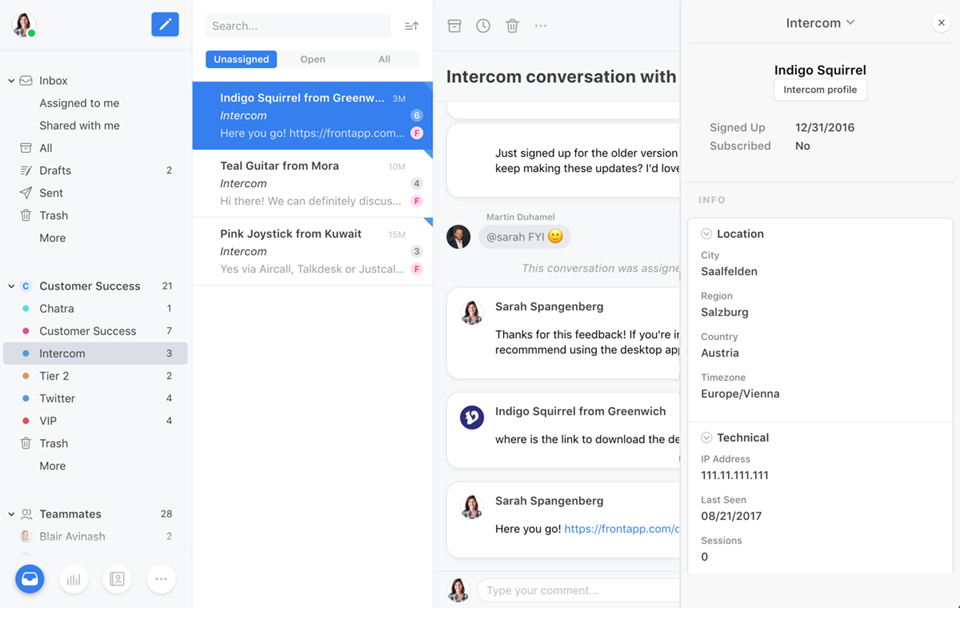 Inbox
Assigned to me
Shared with me
All
Drafts 2
Sent
Trash
More
C Customer Success 21
Chatra 1
Customer Success 7
Intercom 3
Tier 2 2
Twitter 4
VIP 4
Trash
More
Teammates 28
Blair Avinash 2
Search...
Unassigned Open All
Indigo Squirrel from Greenw... 3M
Intercom 6
Here you go! https://frontapp.com... F
Teal Guitar from Mora 10M
Intercom 4
Hi there! We can definitely discus... F
Pink Joystick from Kuwait 15M
Intercom 3
Yes via Aircall, Talkdesk or Justcal... F
Intercom conversation with
Just signed up for the older version
keep making these updates? I'd love
Martin Duhamel
@sarah FYI 🙂
This conversation was assigne
Sarah Spangenberg
Thanks for this feedback! If you're in
recommmend using the desktop app
Indigo Squirrel from Greenwich
where is the link to download the de
Sarah Spangenberg
Here you go! https://frontapp.com/d
Type your comment...
Intercom
Indigo Squirrel
Intercom profile
Signed Up 12/31/2016
Subscribed No
INFO
Location
City
Saalfelden
Region
Salzburg
Country
Austria
Timezone
Europe/Vienna
Technical
IP Address
111.11.111.111
Last Seen
08/21/2017
Sessions
0